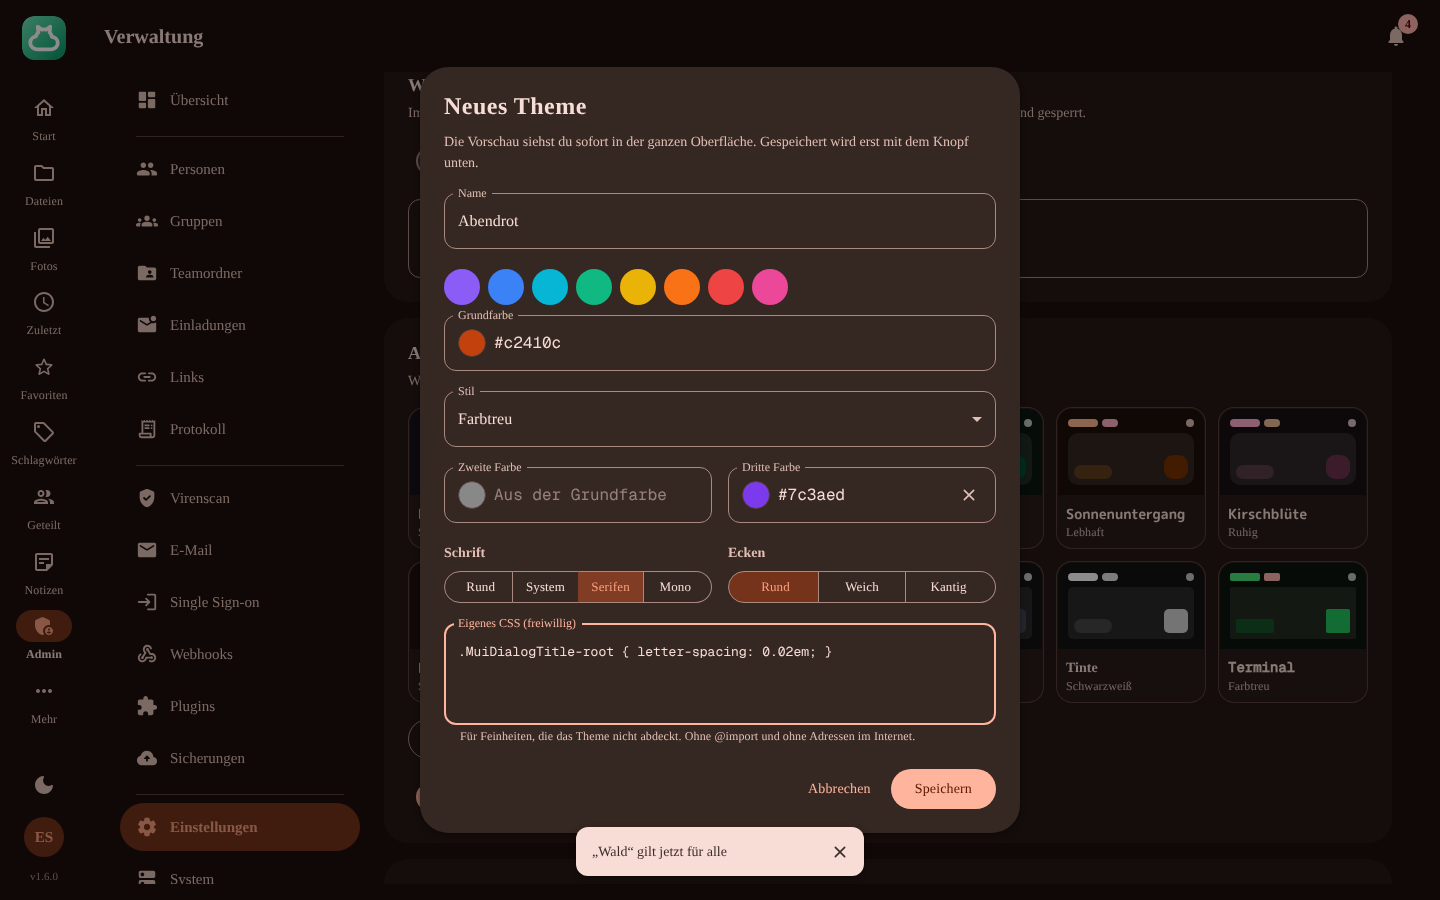 Verwaltung
4
Start
Dateien
Fotos
Zuletzt
Favoriten
Schlagwörter
Geteilt
Notizen
Admin
Mehr
ES
v1.6.0
Übersicht
Personen
Gruppen
Teamordner
Einladungen
Links
Protokoll
Virenscan
E-Mail
Single Sign-on
Webhooks
Plugins
Sicherungen
Einstellungen
System
nd gesperrt.
Neues Theme
Die Vorschau siehst du sofort in der ganzen Oberfläche. Gespeichert wird erst mit dem Knopf
unten.
Name
Abendrot
Grundfarbe
#c2410c
Stil
Farbtreu
Zweite Farbe
Aus der Grundfarbe
Dritte Farbe
#7c3aed
Schrift
Rund System Serifen Mono
Ecken
Rund Weich Kantig
Eigenes CSS (freiwillig)
.MuiDialogTitle-root { letter-spacing: 0.02em; }
Für Feinheiten, die das Theme nicht abdeckt. Ohne @import und ohne Adressen im Internet.
Abbrechen
Speichern
Sonnenuntergang
Lebhaft
Kirschblüte
Ruhig
Tinte
Schwarzweiß
Terminal
Farbtreu
„Wald“ gilt jetzt für alle